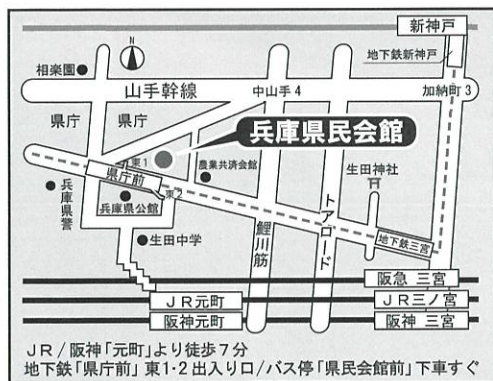 新神戸
地下鉄新神戸
N
相楽園
山手幹線
中山手4
加納町3
県庁
県庁
兵庫県民会館
東1
県庁前
東2
農業共済会館
生田神社
兵庫県警
兵庫県公館
生田中学
鯉川筋
トアロード
地下鉄三宮
阪急 三宮
JR元町
JR三ノ宮
阪神元町
阪神 三宮
JR/阪神「元町」より徒歩7分
地下鉄「県庁前」東1・2出入り口/バス停「県民会館前」下車すぐ